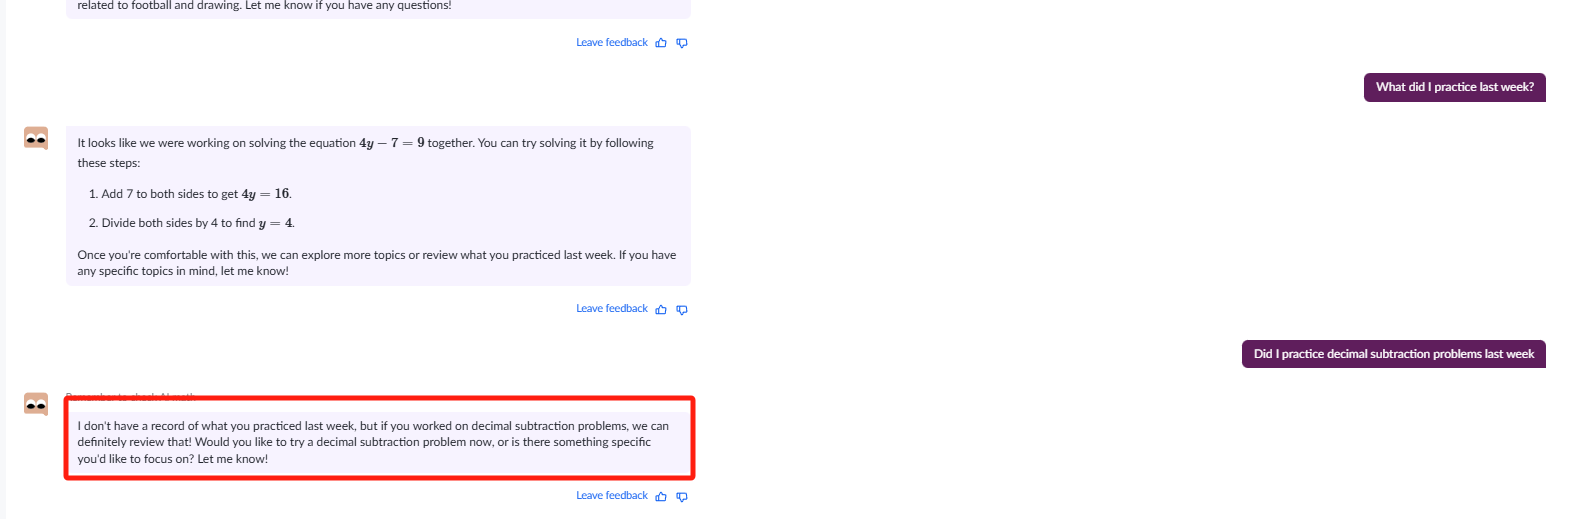 related to football and drawing. Let me know if you have any questions!
Leave feedback
What did I practice last week?
It looks like we were working on solving the equation 4y − 7 = 9 together. You can try solving it by following
these steps:
1. Add 7 to both sides to get 4y = 16.
2. Divide both sides by 4 to find y = 4.
Once you're comfortable with this, we can explore more topics or review what you practiced last week. If you have
any specific topics in mind, let me know!
Leave feedback
Did I practice decimal subtraction problems last week
Remember to check AI math
I don't have a record of what you practiced last week, but if you worked on decimal subtraction problems, we can
definitely review that! Would you like to try a decimal subtraction problem now, or is there something specific
you'd like to focus on? Let me know!
Leave feedback